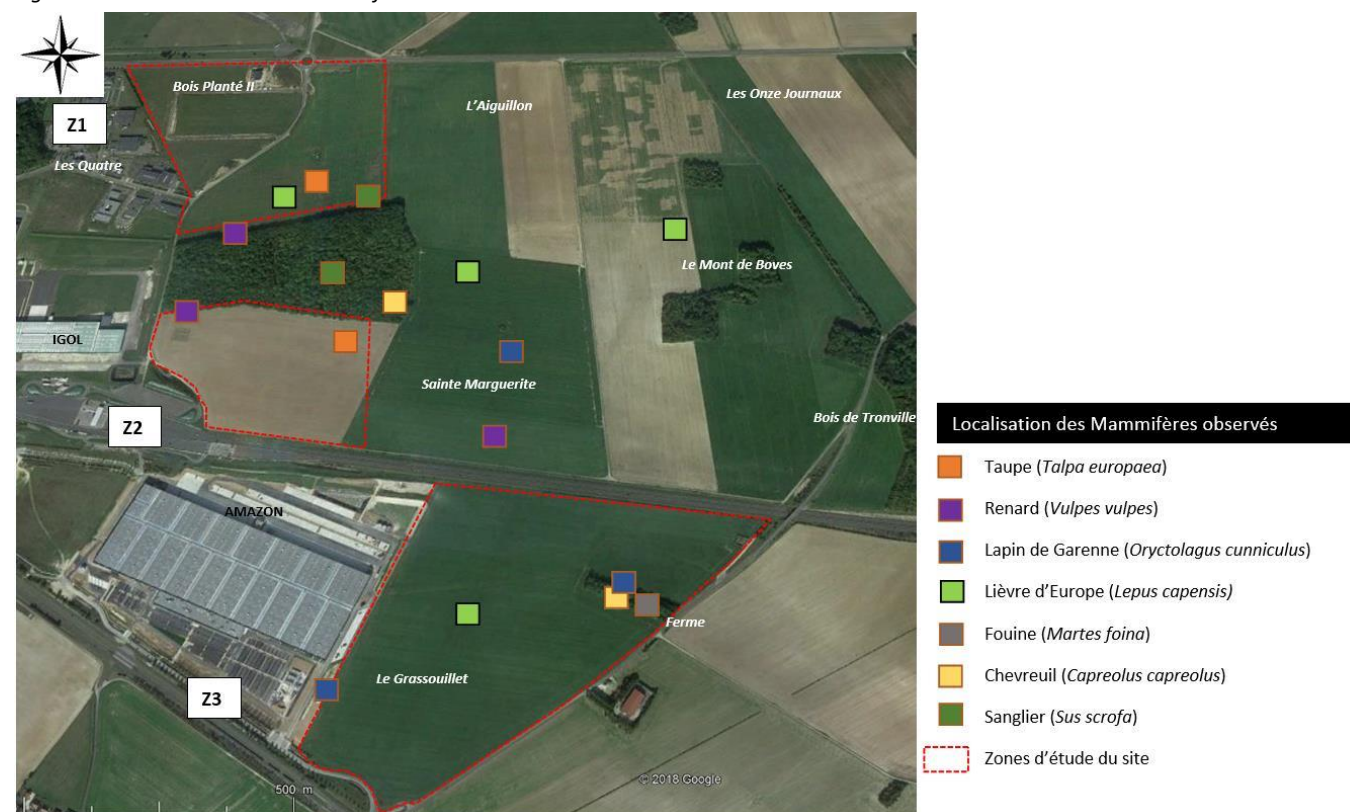 Bois Planté II
L'Aiguillon
Les Onze Journaux
Z1
Les Quatre
Le Mont de Boves
IGOL
Sainte Marguerite
Bois de Tronville
Z2
AMAZON
Ferme
Le Grassouillet
Z3
500 m
© 2018 Google
Localisation des Mammifères observés
Taupe (Talpa europaea)
Renard (Vulpes vulpes)
Lapin de Garenne (Oryctolagus cunniculus)
Lièvre d'Europe (Lepus capensis)
Fouine (Martes foina)
Chevreuil (Capreolus capreolus)
Sanglier (Sus scrofa)
Zones d'étude du site